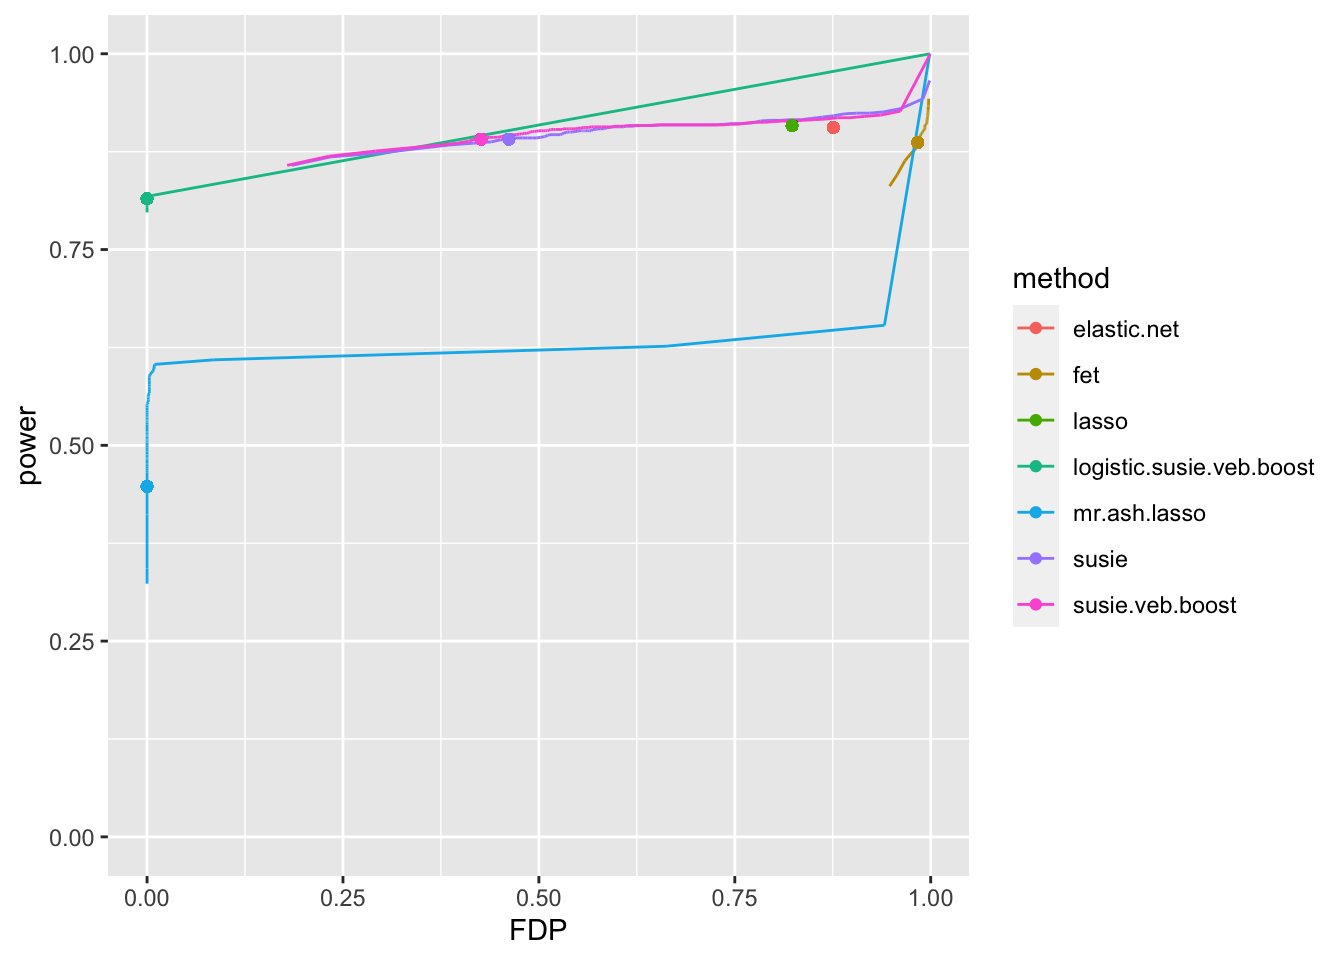 1.00
0.75
0.50
0.25
0.00
power
0.00 0.25 0.50 0.75 1.00
FDP
method
elastic.net
fet
lasso
logistic.susie.veb.boost
mr.ash.lasso
susie
susie.veb.boost